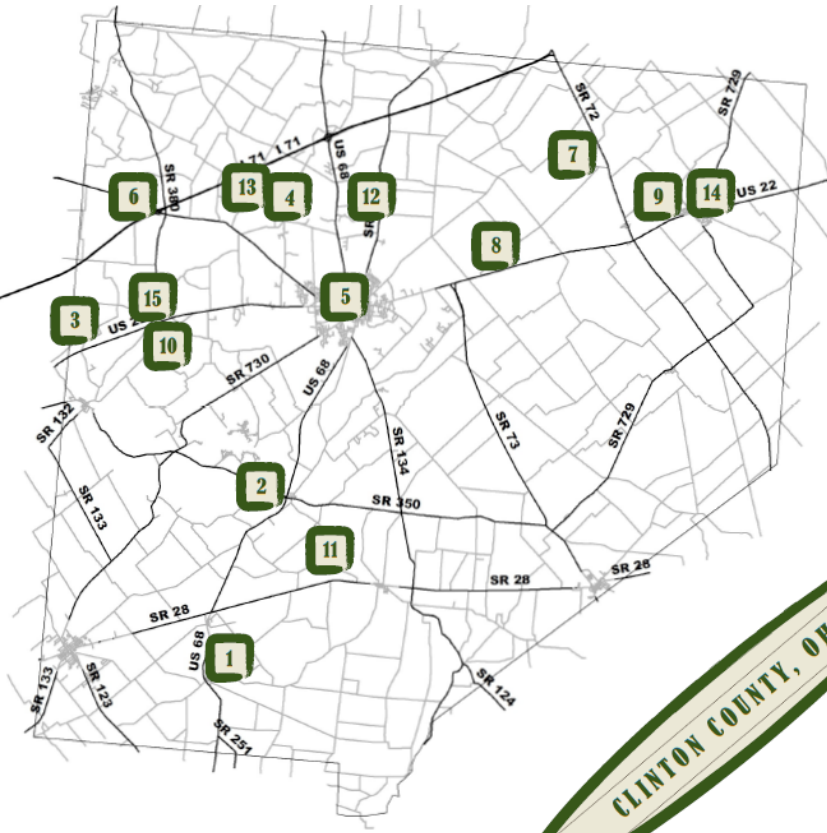 SR 729
SR 72
I 71
I 71
US 68
7
SR 380
6
13
4
12
9
14
US 22
SR
8
15
5
3
US 2
10
SR 730
US 68
SR 132
SR 73
SR 729
SR 134
2
SR 350
SR 133
11
SR 28
SR 28
SR 28
US 68
1
SR 133
SR 123
SR 124
SR 251
CLINTON COUNTY, OH